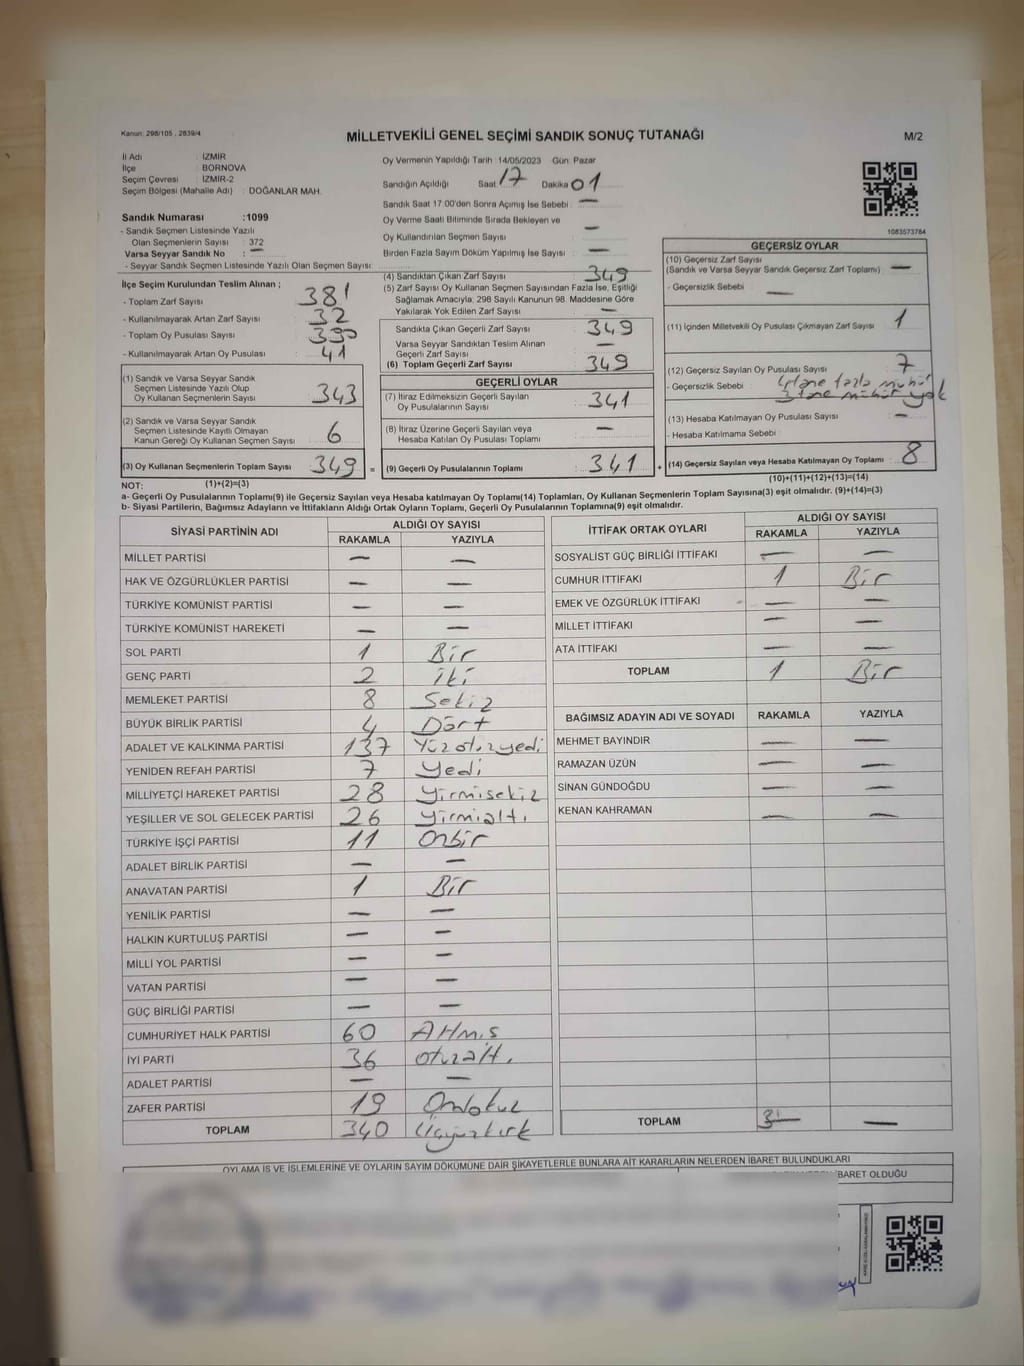 Kanun: 298/105 , 2839/4
MİLLETVEKİLİ GENEL SEÇİMİ SANDIK SONUÇ TUTANAĞI
M/2
İl Adı : İZMİR
İlçe : BORNOVA
Seçim Çevresi : İZMİR-2
Seçim Bölgesi (Mahalle Adı) : DOĞANLAR MAH.
Sandık Numarası :1099
- Sandık Seçmen Listesinde Yazılı
Olan Seçmenlerin Sayısı : 372
Varsa Seyyar Sandık No : —
- Seyyar Sandık Seçmen Listesinde Yazılı Olan Seçmen Sayısı:
Oy Vermenin Yapıldığı Tarih 14/05/2023 Gün: Pazar
Sandığın Açıldığı Saat 17 Dakika 01
Sandık Saat 17:00'den Sonra Açımış İse Sebebi : —
Oy Verme Saati Bitiminde Sırada Bekleyen ve
Oy Kullandırılan Seçmen Sayısı : —
Birden Fazla Sayım Döküm Yapılmış İse Sayısı : —
1083573784
İlçe Seçim Kurulundan Teslim Alınan ;
- Toplam Zarf Sayısı : 381
- Kullanılmayarak Artan Zarf Sayısı : 32
- Toplam Oy Pusulası Sayısı : 390
- Kullanılmayarak Artan Oy Pusulası : 41
(1) Sandık ve Varsa Seyyar Sandık
Seçmen Listesinde Yazılı Olup
Oy Kullanan Seçmenlerin Sayısı : 343
(2) Sandık ve Varsa Seyyar Sandık
Seçmen Listesinde Kayıtlı Olmayan
Kanun Gereği Oy Kullanan Seçmen Sayısı : 6
(3) Oy Kullanan Seçmenlerin Toplam Sayısı : 349 =
(1)+(2)=(3)
(4) Sandıktan Çıkan Zarf Sayısı : 349
(5) Zarf Sayısı Oy Kullanan Seçmen Sayısından Fazla İse, Eşitliği
Sağlamak Amacıyla, 298 Sayılı Kanunun 98. Maddesine Göre
Yakılarak Yok Edilen Zarf Sayısı : —
Sandıkta Çıkan Geçerli Zarf Sayısı : 349
Varsa Seyyar Sandıktan Teslim Alınan
Geçerli Zarf Sayısı : —
(6) Toplam Geçerli Zarf Sayısı : 349
GEÇERLİ OYLAR
(7) İtiraz Edilmeksizin Geçerli Sayılan
Oy Pusulalarının Sayısı : 341
(8) İtiraz Üzerine Geçerli Sayılan veya
Hesaba Katılan Oy Pusulası Toplamı : —
(9) Geçerli Oy Pusulalarının Toplamı : 341 +
GEÇERSİZ OYLAR
(10) Geçersiz Zarf Sayısı
(Sandık ve Varsa Seyyar Sandık Geçersiz Zarf Toplamı) : —
- Geçersizlik Sebebi : —
(11) İçinden Milletvekili Oy Pusulası Çıkmayan Zarf Sayısı : 1
(12) Geçersiz Sayılan Oy Pusulası Sayısı : 7
- Geçersizlik Sebebi : 4 tane fazla mühür
3 tane mühür yok
(13) Hesaba Katılmayan Oy Pusulası Sayısı : —
- Hesaba Katılmama Sebebi :
(14) Geçersiz Sayılan veya Hesaba Katılmayan Oy Toplamı : 8
(10)+(11)+(12)+(13)=(14)
NOT:
a- Geçerli Oy Pusulalarının Toplamı(9) ile Geçersiz Sayılan veya Hesaba katılmayan Oy Toplamı(14) Toplamları, Oy Kullanan Seçmenlerin Toplam Sayısına(3) eşit olmalıdır. (9)+(14)=(3)
b- Siyasi Partilerin, Bağımsız Adayların ve İttifakların Aldığı Ortak Oyların Toplamı, Geçerli Oy Pusulalarının Toplamına(9) eşit olmalıdır.
SİYASİ PARTİNİN ADI ALDIĞI OY SAYISI
RAKAMLA YAZIYLA
MİLLET PARTİSİ — —
HAK VE ÖZGÜRLÜKLER PARTİSİ — —
TÜRKİYE KOMÜNİST PARTİSİ — —
TÜRKİYE KOMÜNİST HAREKETİ — —
SOL PARTİ 1 Bir
GENÇ PARTİ 2 iki
MEMLEKET PARTİSİ 8 Sekiz
BÜYÜK BİRLİK PARTİSİ 4 Dört
ADALET VE KALKINMA PARTİSİ 137 Yüzotuzyedi
YENİDEN REFAH PARTİSİ 7 Yedi
MİLLİYETÇİ HAREKET PARTİSİ 28 Yirmisekiz
YEŞİLLER VE SOL GELECEK PARTİSİ 26 Yirmialtı
TÜRKİYE İŞÇİ PARTİSİ 11 Onbir
ADALET BİRLİK PARTİSİ — —
ANAVATAN PARTİSİ 1 Bir
YENİLİK PARTİSİ — —
HALKIN KURTULUŞ PARTİSİ — —
MİLLİ YOL PARTİSİ — —
VATAN PARTİSİ — —
GÜÇ BİRLİĞİ PARTİSİ — —
CUMHURİYET HALK PARTİSİ 60 Altmış
İYİ PARTİ 36 otuzaltı
ADALET PARTİSİ — —
ZAFER PARTİSİ 19 Ondokuz
TOPLAM 340 Üçyüzkırk
İTTİFAK ORTAK OYLARI ALDIĞI OY SAYISI
RAKAMLA YAZIYLA
SOSYALİST GÜÇ BİRLİĞİ İTTİFAKI — —
CUMHUR İTTİFAKI 1 Bir
EMEK VE ÖZGÜRLÜK İTTİFAKI — —
MİLLET İTTİFAKI — —
ATA İTTİFAKI — —
TOPLAM 1 Bir
BAĞIMSIZ ADAYIN ADI VE SOYADI RAKAMLA YAZIYLA
MEHMET BAYINDIR — —
RAMAZAN ÜZÜN — —
SİNAN GÜNDOĞDU — —
KENAN KAHRAMAN — —
TOPLAM —
OYLAMA İŞ VE İŞLEMLERİNE VE OYLARIN SAYIM DÖKÜMÜNE DAİR ŞİKAYETLERLE BUNLARA AİT KARARLARIN NELERDEN İBARET BULUNDUKLARI
İBARET OLDUĞU